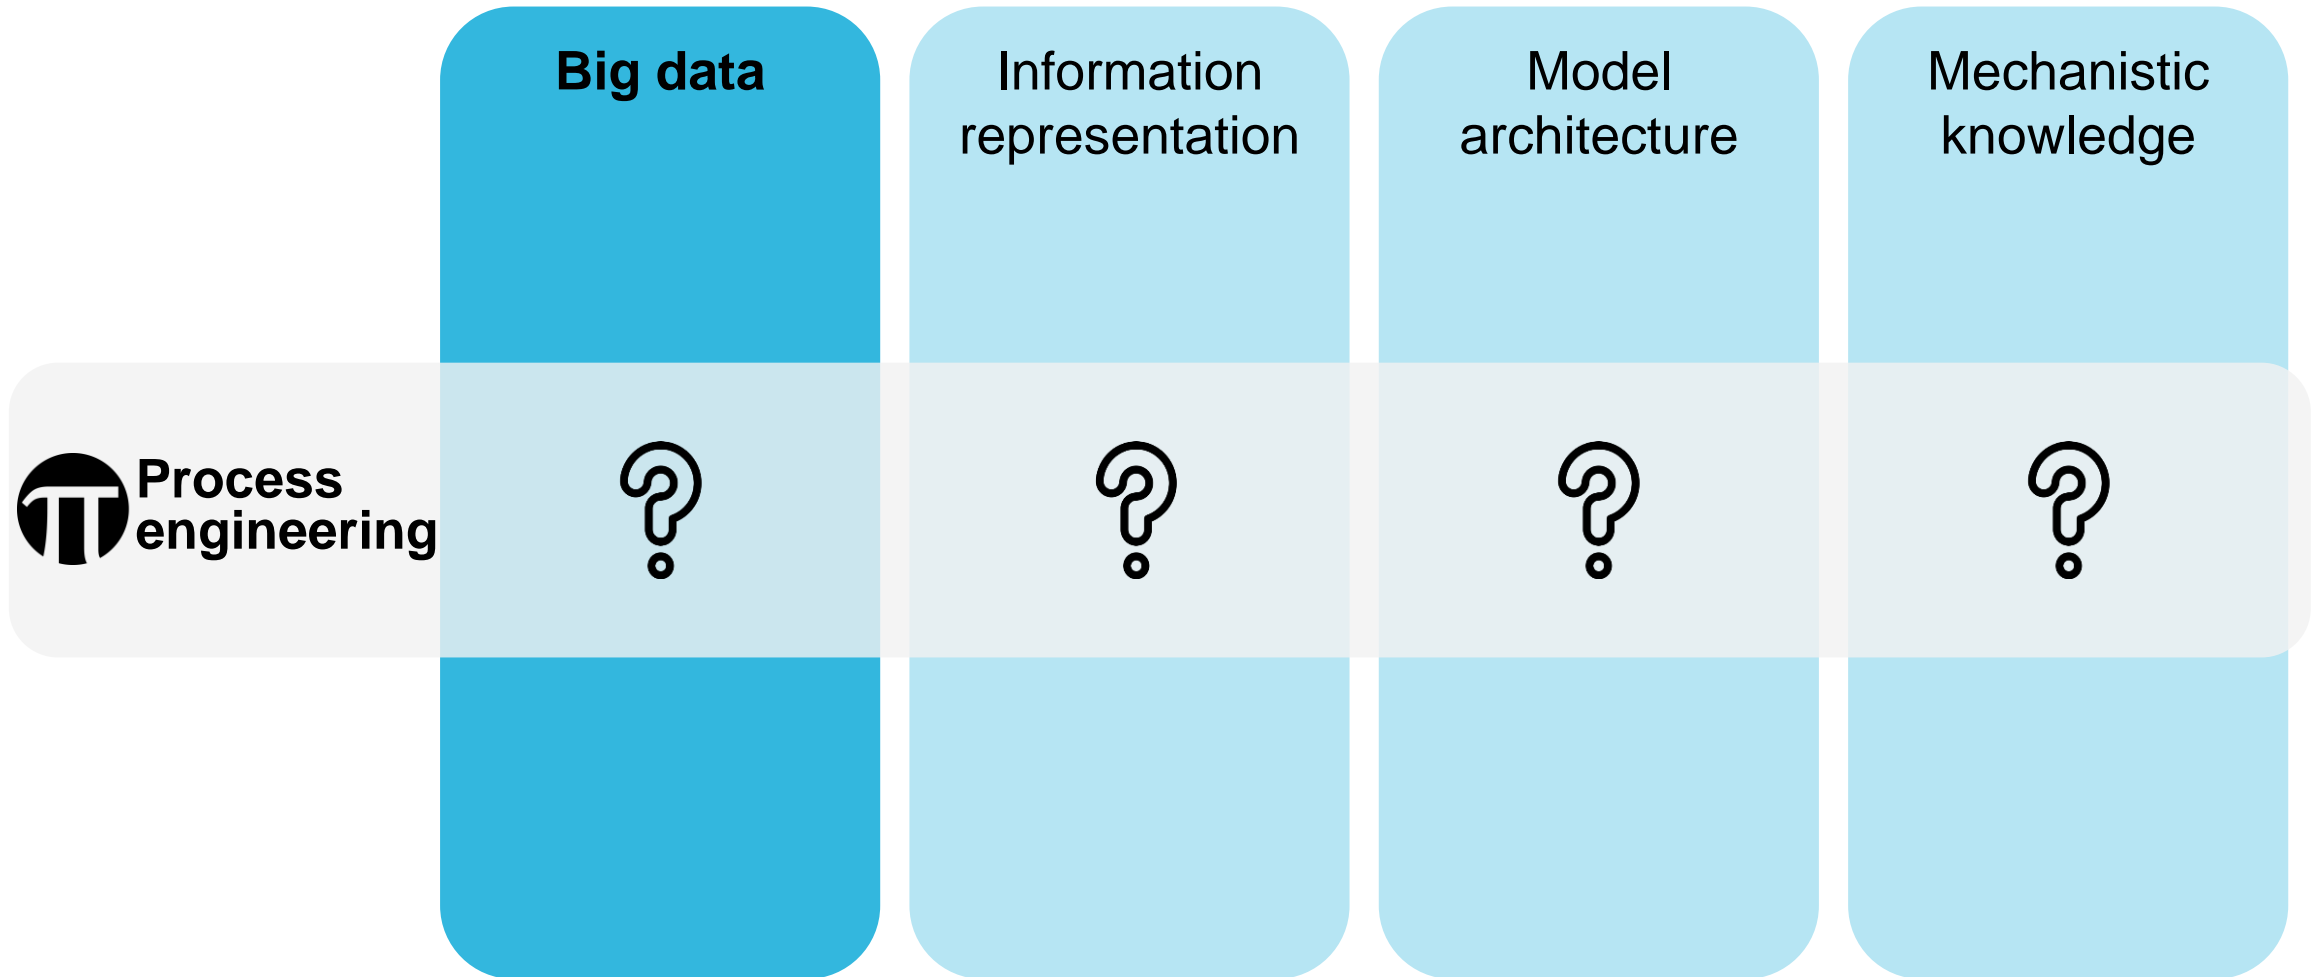 Big data
Information
representation
Model
architecture
Mechanistic
knowledge
Process
engineering
?
?
?
?